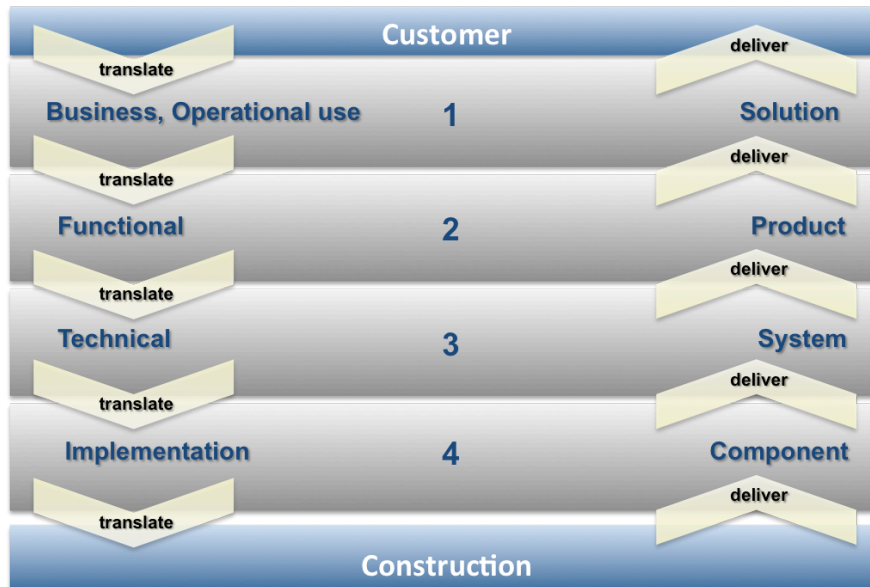 Customer
translate
deliver
Business, Operational use 1 Solution
translate
deliver
Functional 2 Product
translate
deliver
Technical 3 System
translate
deliver
Implementation 4 Component
translate
deliver
Construction